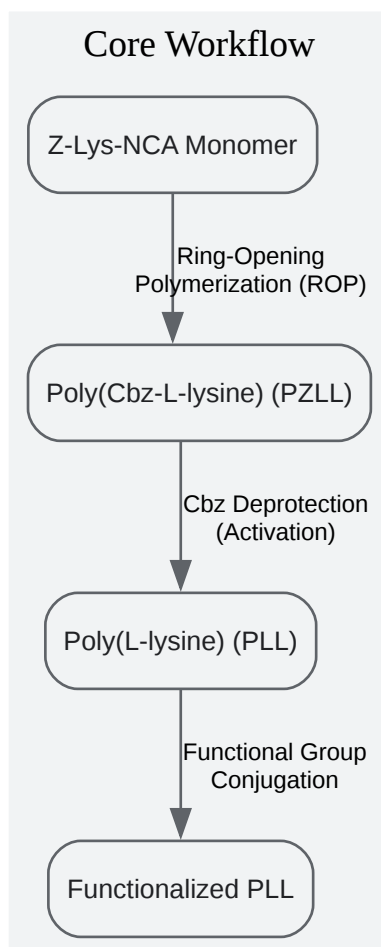 Core Workflow
Z-Lys-NCA Monomer
Ring-Opening
Polymerization (ROP)
Poly(Cbz-L-lysine) (PZLL)
Cbz Deprotection
(Activation)
Poly(L-lysine) (PLL)
Functional Group
Conjugation
Functionalized PLL